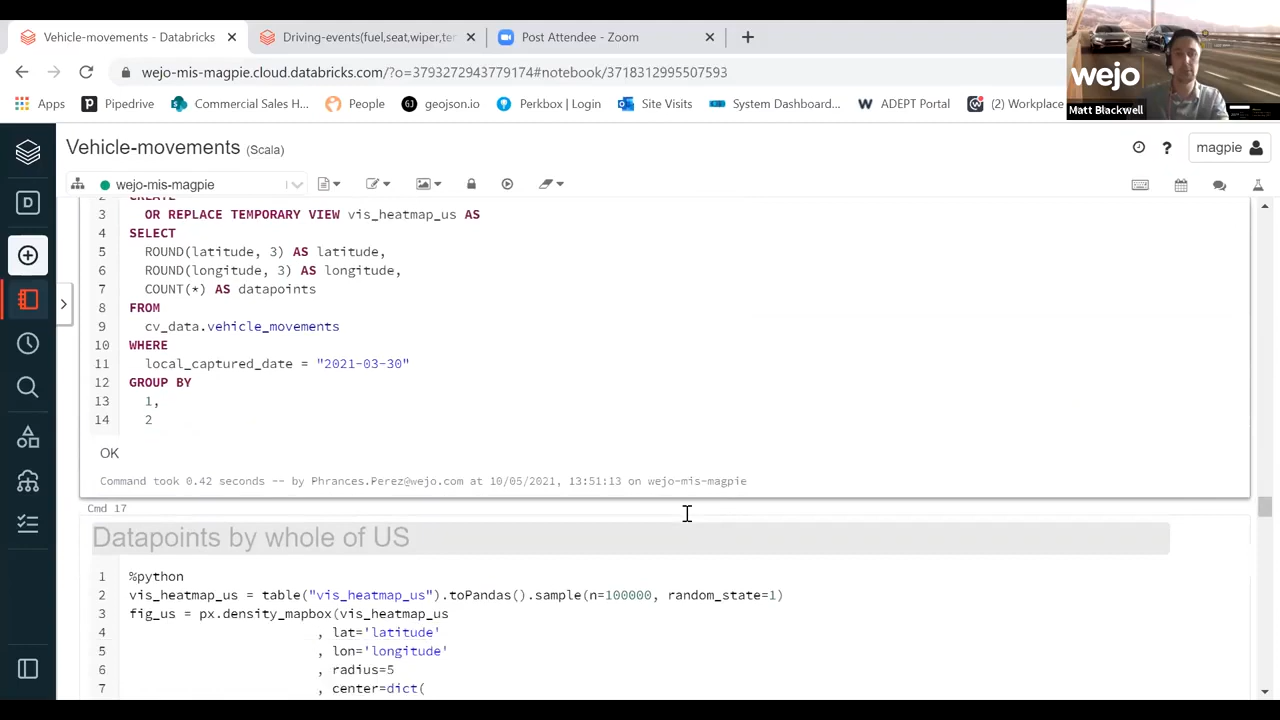 Vehicle-movements - Databricks
Driving-events(fuel,seat,wiper,ter
Post Attendee - Zoom
wejo-mis-magpie.cloud.databricks.com/?o=3793272943779174#notebook/3718312995507593
Apps
Pipedrive
Commercial Sales H...
People
geojson.io
Perkbox | Login
Site Visits
System Dashboard...
ADEPT Portal
(2) Workplace
wejo
Matt Blackwell
Vehicle-movements (Scala)
magpie
wejo-mis-magpie
2 CREATE
3 OR REPLACE TEMPORARY VIEW vis_heatmap_us AS
4 SELECT
5 ROUND(latitude, 3) AS latitude,
6 ROUND(longitude, 3) AS longitude,
7 COUNT(*) AS datapoints
8 FROM
9 cv_data.vehicle_movements
10 WHERE
11 local_captured_date = "2021-03-30"
12 GROUP BY
13 1,
14 2
OK
Command took 0.42 seconds -- by Phrances.Perez@wejo.com at 10/05/2021, 13:51:13 on wejo-mis-magpie
Cmd 17
Datapoints by whole of US
1 %python
2 vis_heatmap_us = table("vis_heatmap_us").toPandas().sample(n=100000, random_state=1)
3 fig_us = px.density_mapbox(vis_heatmap_us
4 , lat='latitude'
5 , lon='longitude'
6 , radius=5
7 , center=dict(